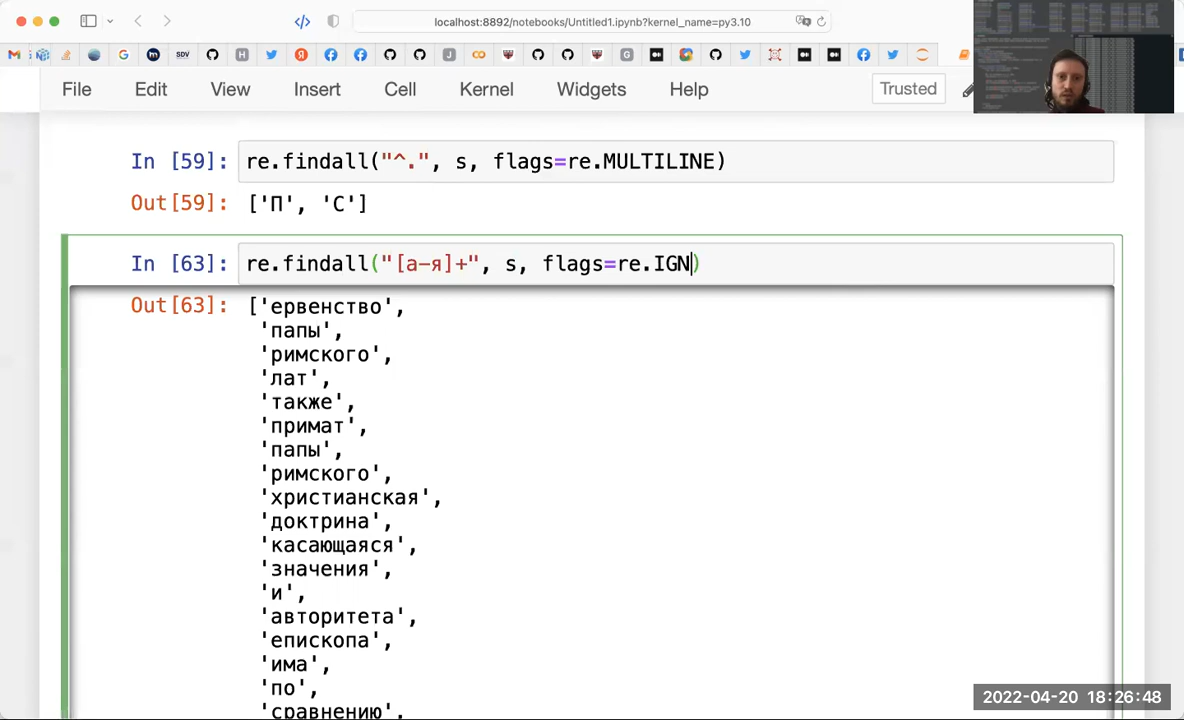 localhost:8892/notebooks/Untitled1.ipynb?kernel_name=py3.10
SDV
File Edit View Insert Cell Kernel Widgets Help Trusted
In [59]: re.findall("^.", s, flags=re.MULTILINE)
Out[59]: ['П', 'С']
In [63]: re.findall("[а-я]+", s, flags=re.IGN)
Out[63]: ['ервенство',
'папы',
'римского',
'лат',
'также',
'примат',
'папы',
'римского',
'христианская',
'доктрина',
'касающаяся',
'значения',
'и',
'авторитета',
'епископа',
'има',
'по',
'сравнению',
2022-04-20 18:26:48